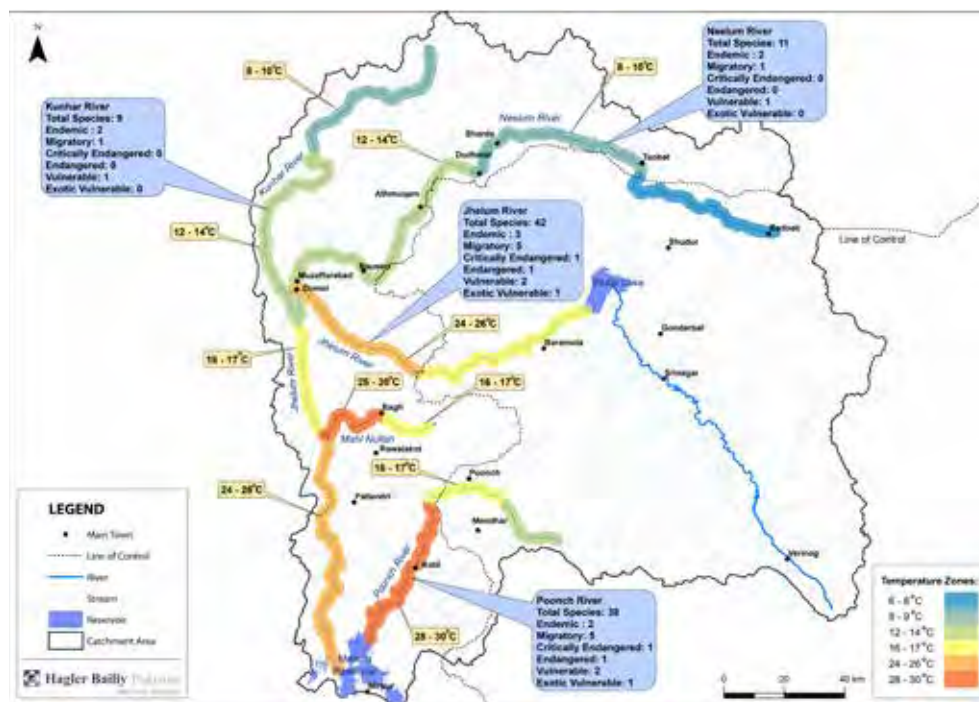 N
8 - 10°C
Neelum River
Total Species: 11
Endemic : 2
Migratory: 1
Critically Endangered: 0
Endangered: 0
Vulnerable: 1
Exotic Vulnerable: 0
8 - 10°C
Kunhar River
Total Species: 9
Endemic : 2
Migratory: 1
Critically Endangered: 0
Endangered: 0
Vulnerable: 1
Exotic Vulnerable: 0
Neelum River
Sharda
12 - 14°C
Dudhnial
Taobat
Kunhar River
Athmuqam
Jhelum River
Total Species: 42
Endemic : 3
Migratory: 5
Critically Endangered: 1
Endangered: 1
Vulnerable: 2
Exotic Vulnerable: 1
12 - 14°C
Line of Control
Muzaffarabad
Domel
24 - 26°C
Gonderbal
Jhelum River
Baramola
16 - 17°C
Jhelum River
Srinagar
16 - 17°C
Bagh
Mahl Nullah
Rawalakot
16 - 17°C
Poonch
24 - 26°C
Pallandri
Mendhar
LEGEND
Main Town
Line of Control
River
Stream
Reservoir
Catchment Area
Poonch River
Kotli
Vernog
Poonch River
Total Species: 38
Endemic : 2
Migratory: 5
Critically Endangered: 1
Endangered: 1
Vulnerable: 2
Exotic Vulnerable: 1
28 - 30°C
Temperature Zones:
6 - 8°C
8 - 9°C
12 - 14°C
16 - 17°C
24 - 26°C
28 - 30°C
Hagler Bailly Pakistan
0 20 40 km